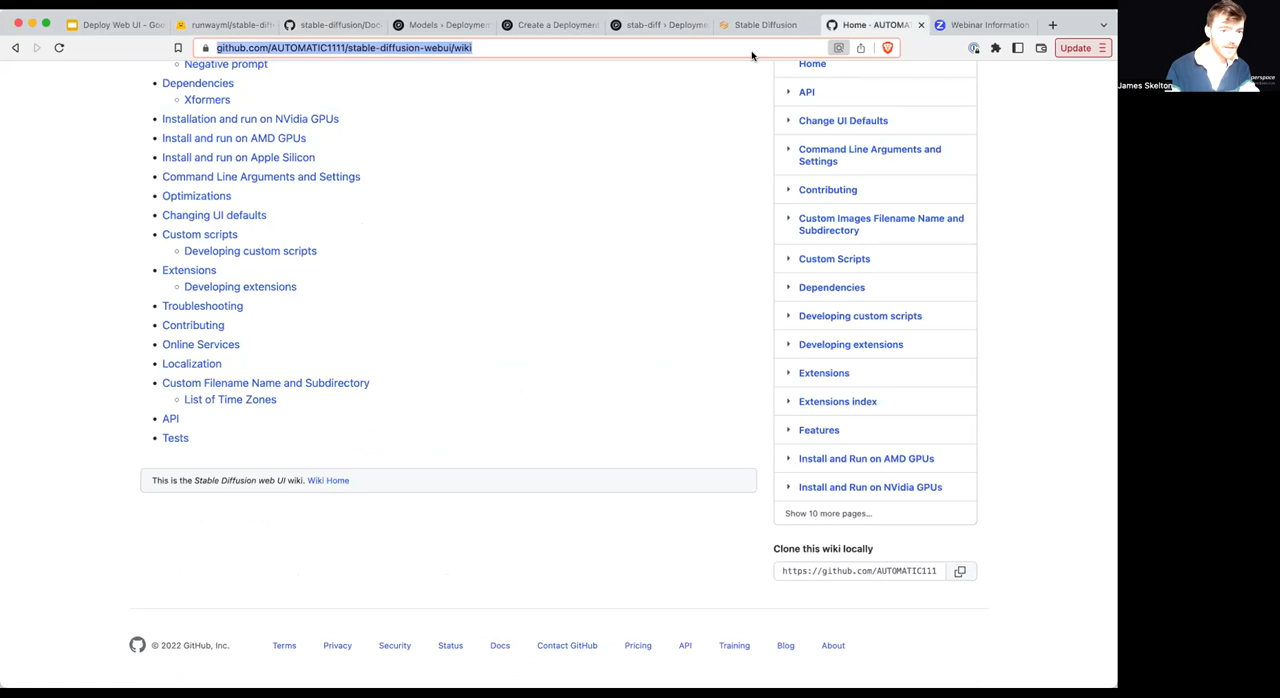 Deploy Web UI - Goo
runwayml/stable-diff
stable-diffusion/Doc
Models › Deployme
Create a Deployment
stab-diff › Deployme
Stable Diffusion
Home · AUTOMA
Webinar Information
github.com/AUTOMATIC1111/stable-diffusion-webui/wiki
Update
Negative prompt
Dependencies
Xformers
Installation and run on NVidia GPUs
Install and run on AMD GPUs
Install and run on Apple Silicon
Command Line Arguments and Settings
Optimizations
Changing UI defaults
Custom scripts
Developing custom scripts
Extensions
Developing extensions
Troubleshooting
Contributing
Online Services
Localization
Custom Filename Name and Subdirectory
List of Time Zones
API
Tests
This is the Stable Diffusion web UI wiki. Wiki Home
Home
API
Change UI Defaults
Command Line Arguments and
Settings
Contributing
Custom Images Filename Name and
Subdirectory
Custom Scripts
Dependencies
Developing custom scripts
Developing extensions
Extensions
Extensions index
Features
Install and Run on AMD GPUs
Install and Run on NVidia GPUs
Show 10 more pages...
Clone this wiki locally
https://github.com/AUTOMATIC111
© 2022 GitHub, Inc.
Terms
Privacy
Security
Status
Docs
Contact GitHub
Pricing
API
Training
Blog
About
perspace
James Skelton